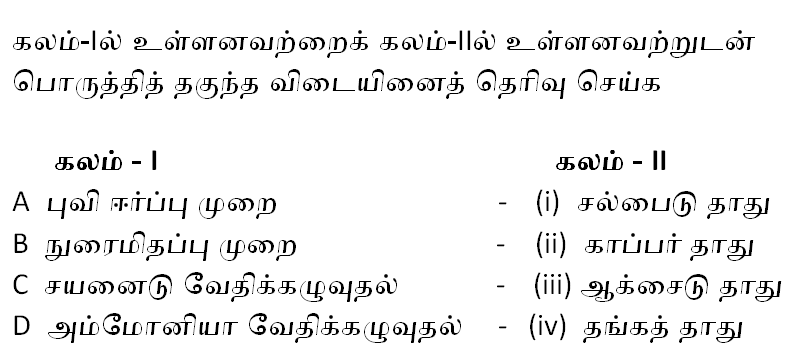 கலம்-Iல் உள்ளனவற்றைக் கலம்-IIல் உள்ளனவற்றுடன்
பொருத்தித் தகுந்த விடையினைத் தெரிவு செய்க
கலம் - I கலம் - II
A புவி ஈர்ப்பு முறை - (i) சல்பைடு தாது
B நுரைமிதப்பு முறை - (ii) காப்பர் தாது
C சயனைடு வேதிக்கழுவுதல் - (iii) ஆக்சைடு தாது
D அம்மோனியா வேதிக்கழுவுதல் - (iv) தங்கத் தாது